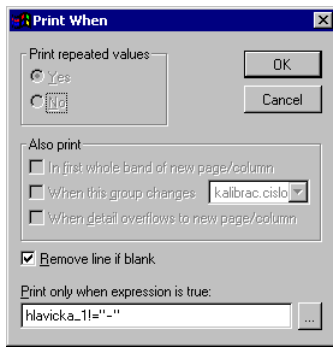 Print When
Print repeated values
Yes
No
OK
Cancel
Also print
In first whole band of new page/column
When this group changes
kalibrac.cislo
When detail overflows to new page/column
Remove line if blank
Print only when expression is true:
hlavicka_1!="-"
...